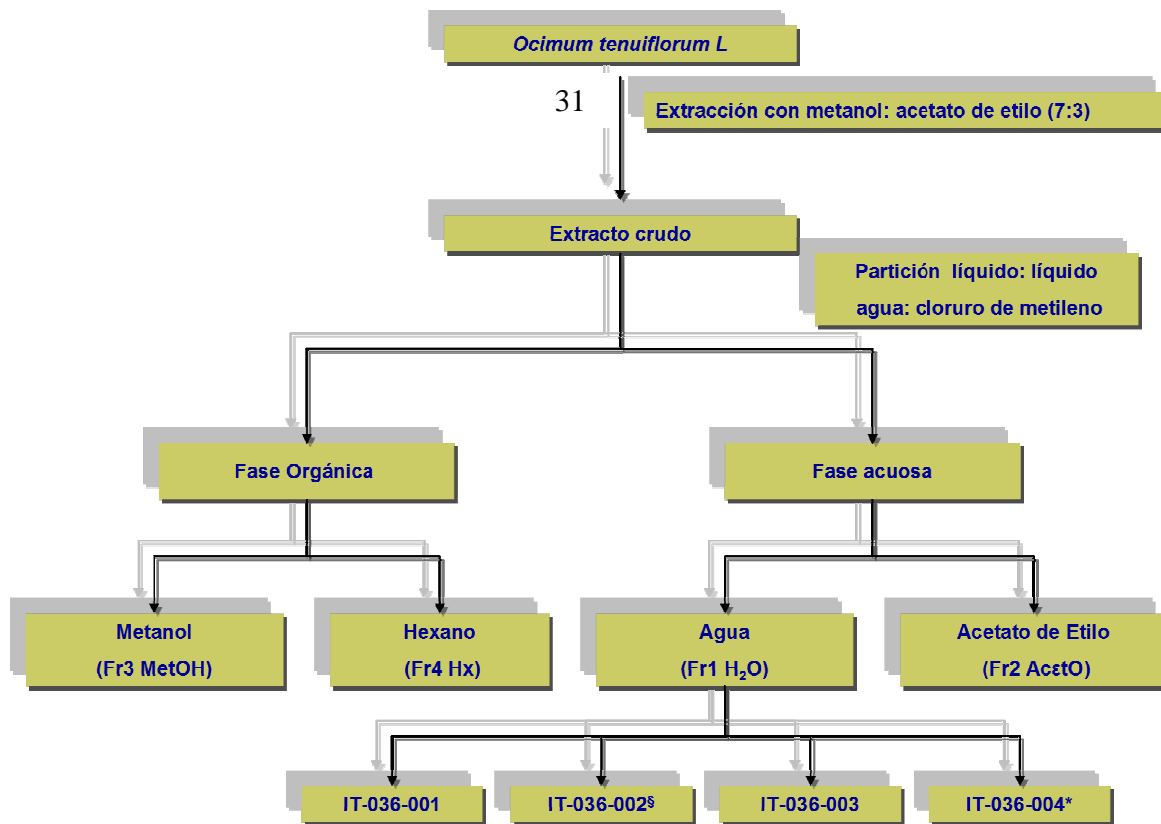 Ocimum tenuiflorum L
31
Extracción con metanol: acetato de etilo (7:3)
Extracto crudo
Partición líquido: líquido
agua: cloruro de metileno
Fase Orgánica
Fase acuosa
Metanol
(Fr3 MetOH)
Hexano
(Fr4 Hx)
Agua
(Fr1 H₂O)
Acetato de Etilo
(Fr2 AcεtO)
IT-036-001
IT-036-002§
IT-036-003
IT-036-004*